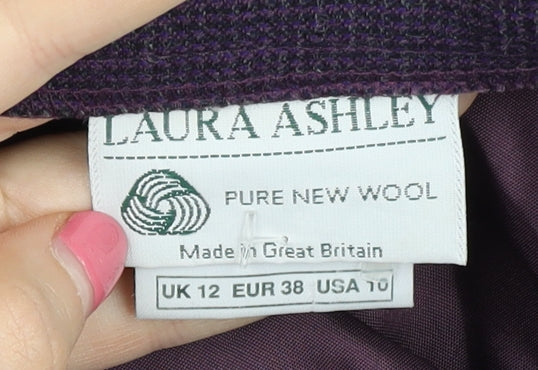 LAURA ASHLEY
PURE NEW WOOL
Made in Great Britain
UK 12 EUR 38 USA 10